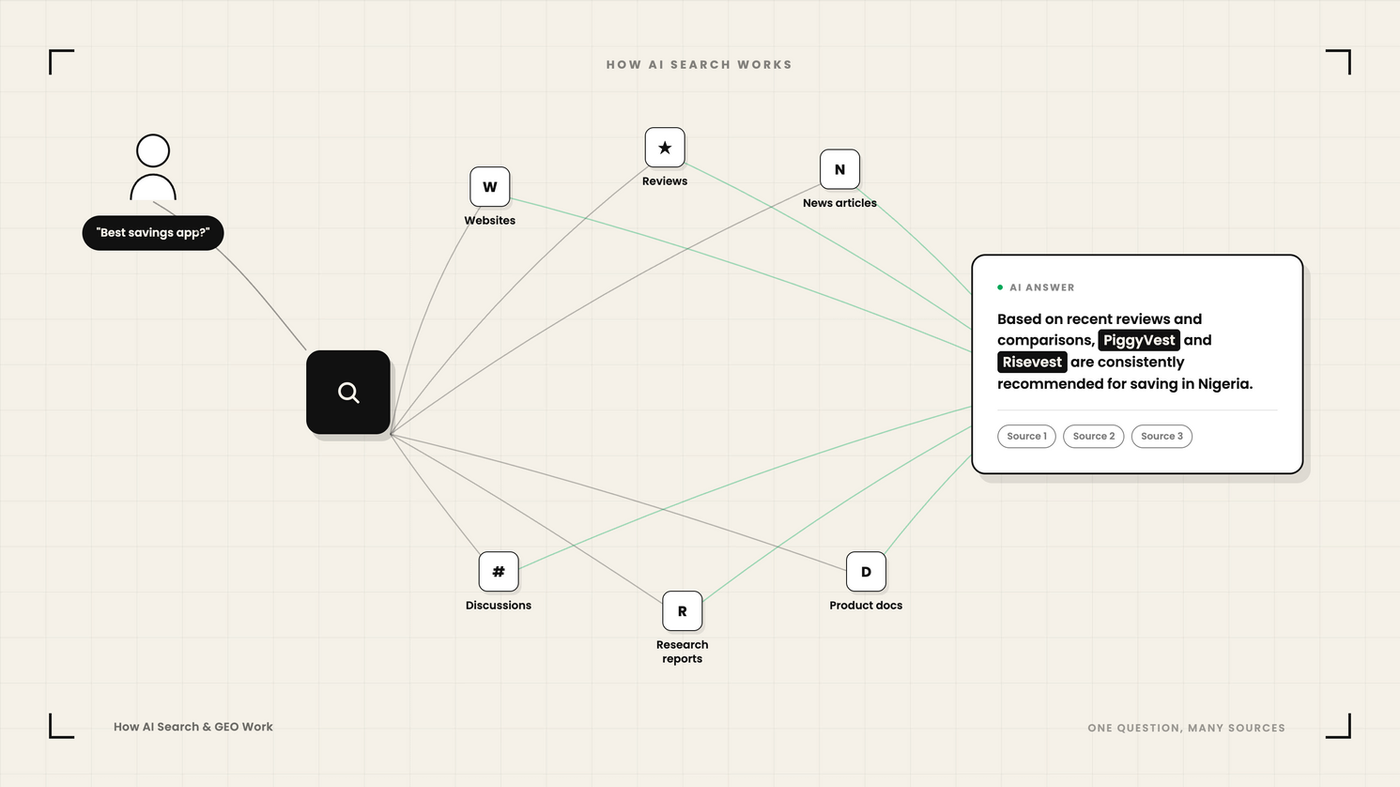 HOW AI SEARCH WORKS
"Best savings app?"
W
Websites
★
Reviews
N
News articles
AI ANSWER
Based on recent reviews and
comparisons, PiggyVest and
Risevest are consistently
recommended for saving in Nigeria.
Source 1 Source 2 Source 3
#
Discussions
R
Research
reports
D
Product docs
How AI Search & GEO Work
ONE QUESTION, MANY SOURCES